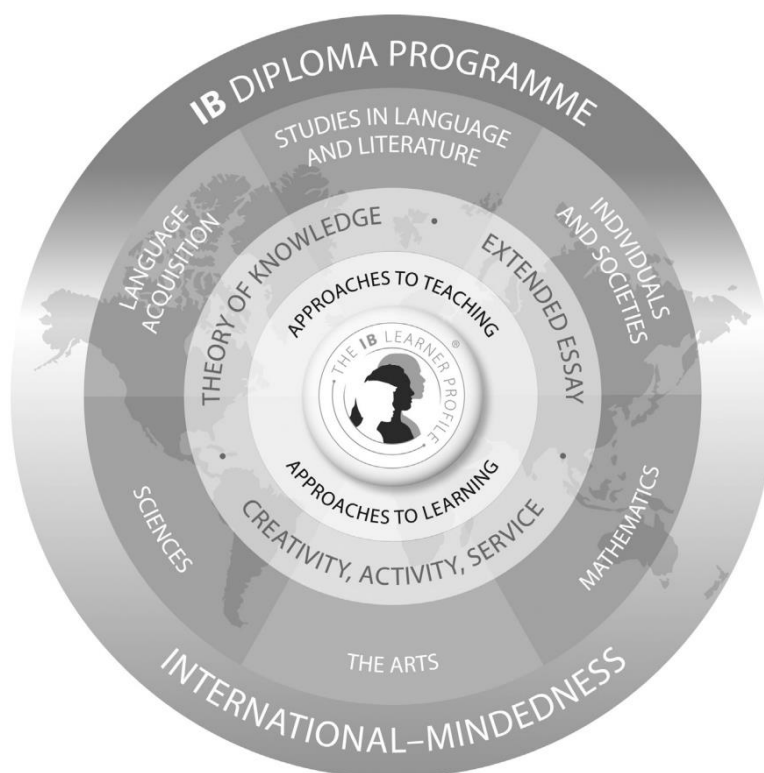 IB DIPLOMA PROGRAMME
STUDIES IN LANGUAGE
AND LITERATURE
LANGUAGE
ACQUISITION
INDIVIDUALS
AND SOCIETIES
THEORY OF KNOWLEDGE
EXTENDED ESSAY
APPROACHES TO TEACHING
THE IB LEARNER PROFILE
®
APPROACHES TO LEARNING
CREATIVITY, ACTIVITY, SERVICE
SCIENCES
MATHEMATICS
THE ARTS
INTERNATIONAL–MINDEDNESS